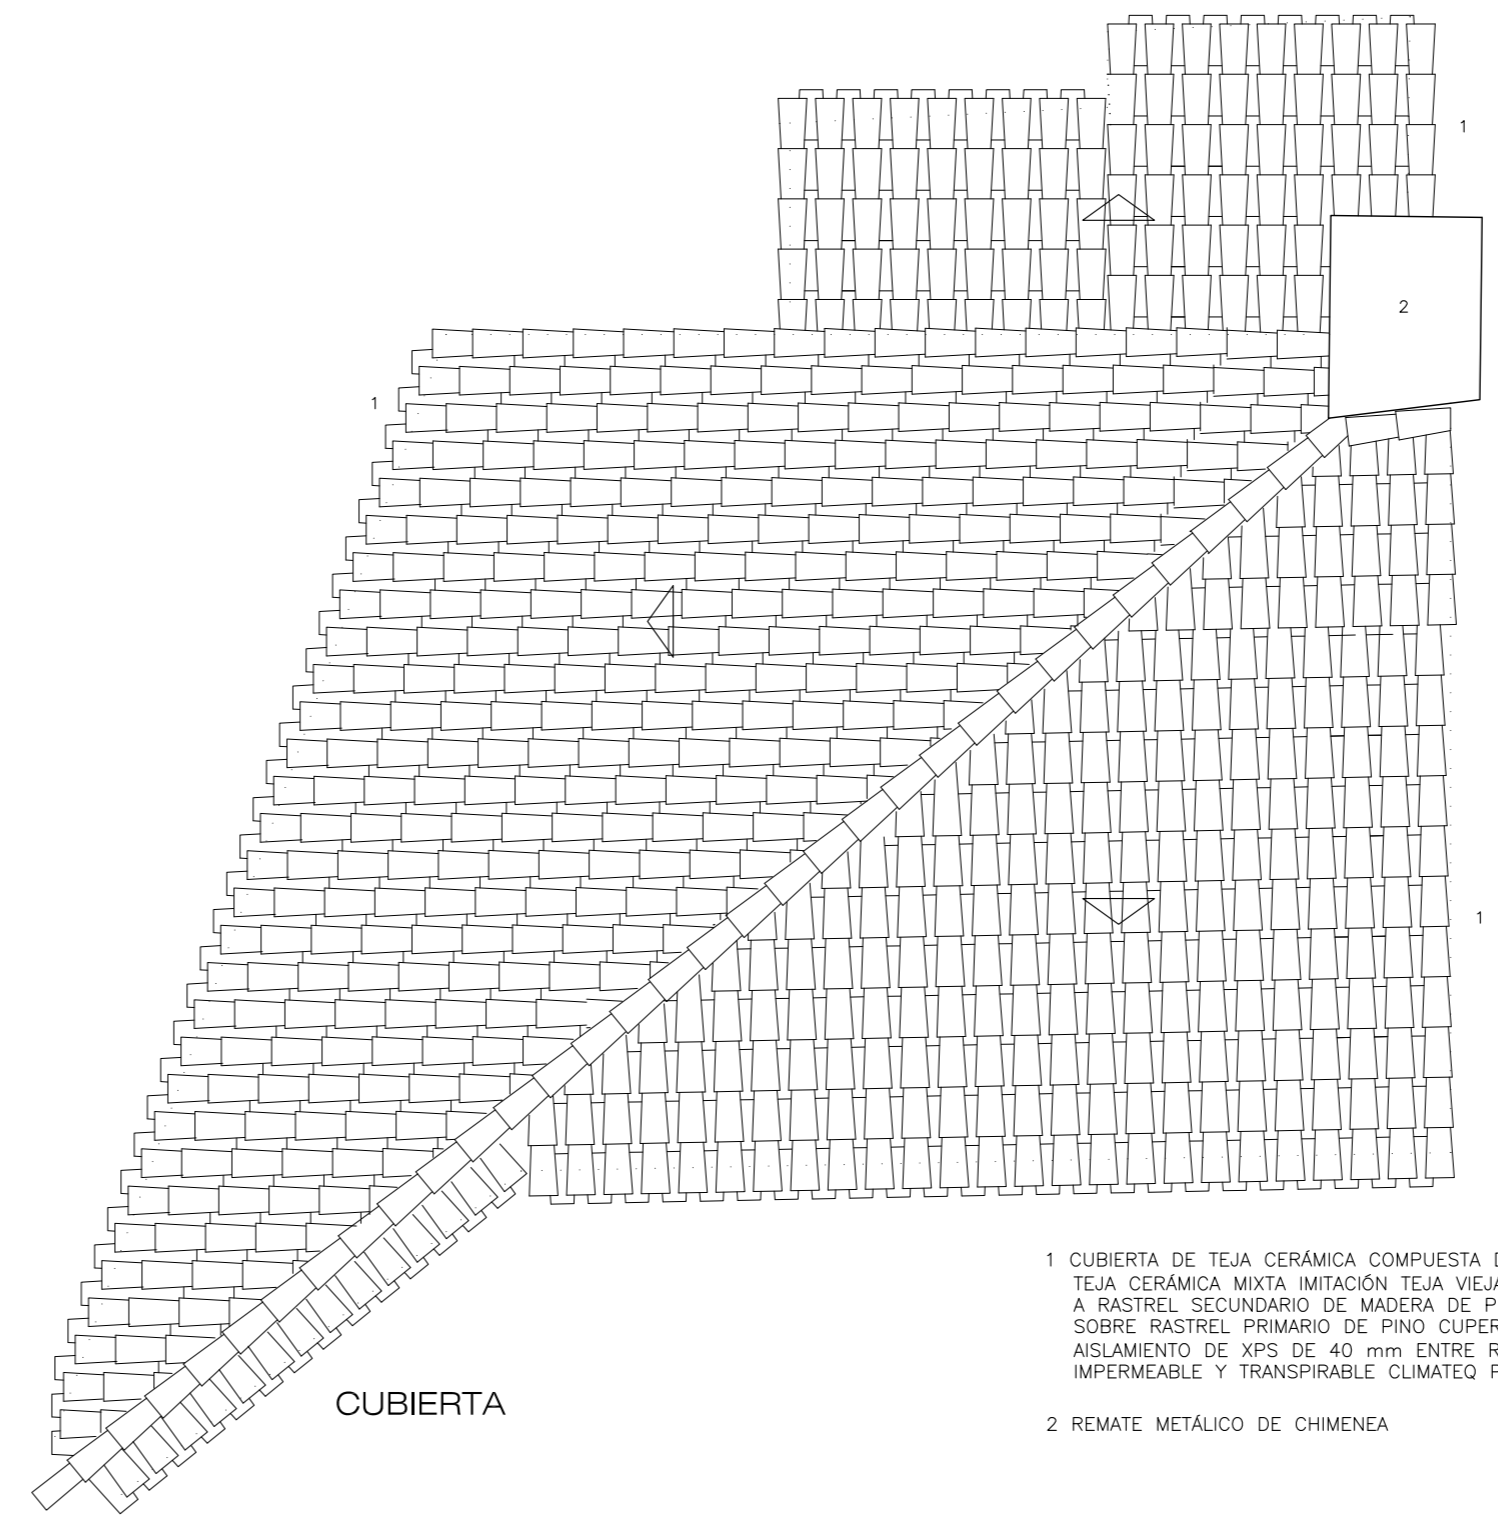 1
2
1
1
CUBIERTA
1 CUBIERTA DE TEJA CERÁMICA COMPUESTA
TEJA CERÁMICA MIXTA IMITACIÓN TEJA VIEJA
A RASTREL SECUNDARIO DE MADERA DE
SOBRE RASTREL PRIMARIO DE PINO
AISLAMIENTO DE XPS DE 40 mm ENTRE
IMPERMEABLE Y TRANSPIRABLE CLIMATEQ
2 REMATE METÁLICO DE CHIMENEA